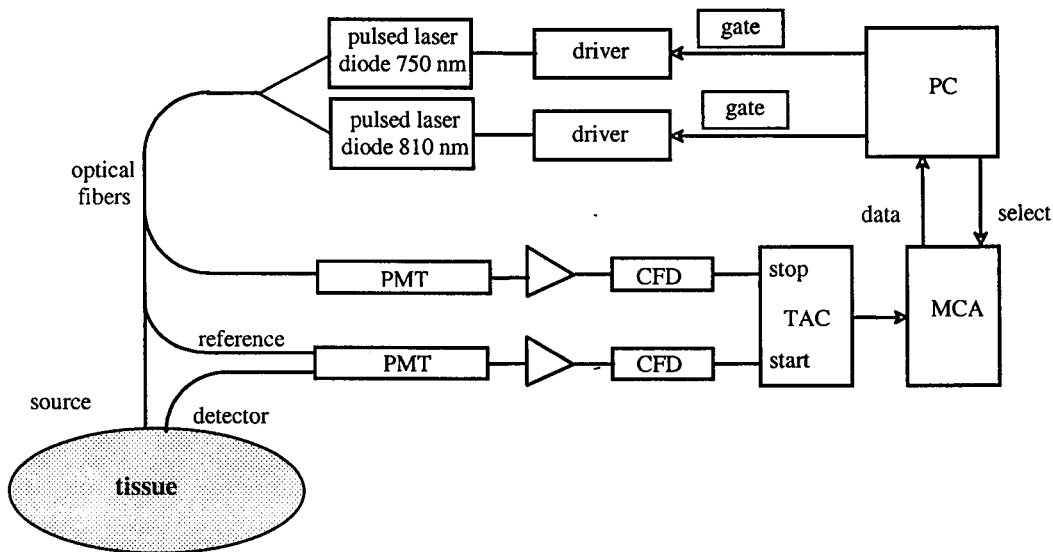 gate
pulsed laser
diode 750 nm
driver
PC
gate
pulsed laser
diode 810 nm
driver
optical
fibers
data
select
PMT
CFD
stop
TAC
MCA
reference
PMT
CFD
start
source
detector
tissue